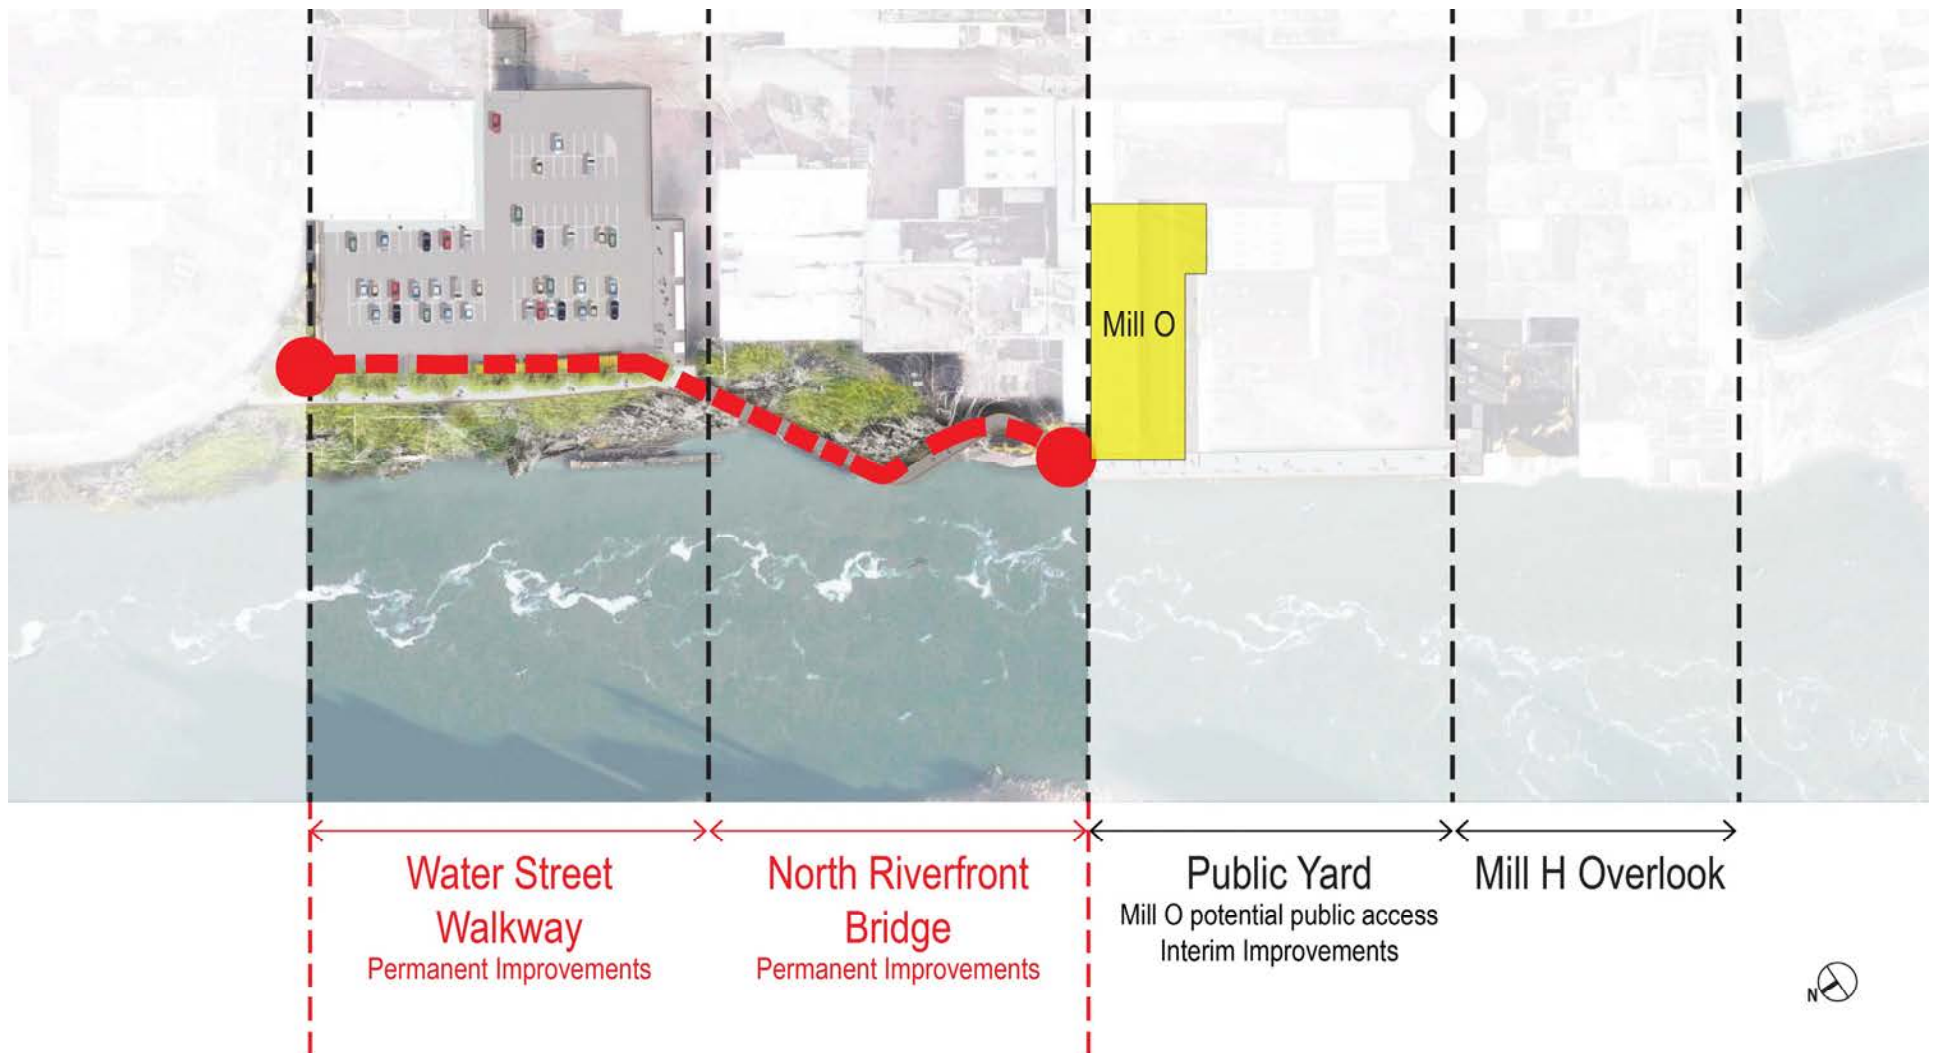 Mill O
Water Street
Walkway
Permanent Improvements
North Riverfront
Bridge
Permanent Improvements
Public Yard
Mill O potential public access
Interim Improvements
Mill H Overlook
N